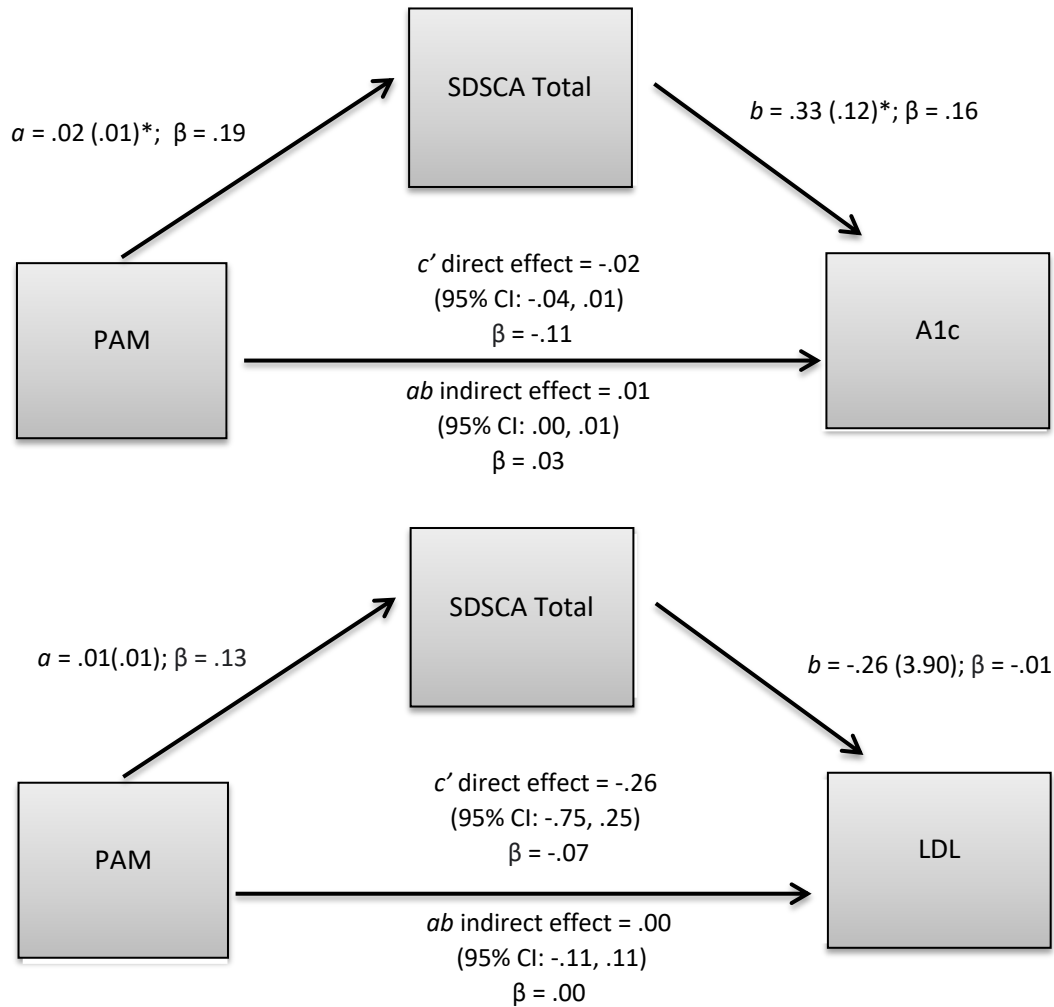 SDSCA Total
a = .02 (.01)*; β = .19
b = .33 (.12)*; β = .16
c’ direct effect = -.02
(95% CI: -.04, .01)
β = -.11
PAM
A1c
ab indirect effect = .01
(95% CI: .00, .01)
β = .03
SDSCA Total
a = .01(.01); β = .13
b = -.26 (3.90); β = -.01
c’ direct effect = -.26
(95% CI: -.75, .25)
β = -.07
PAM
LDL
ab indirect effect = .00
(95% CI: -.11, .11)
β = .00